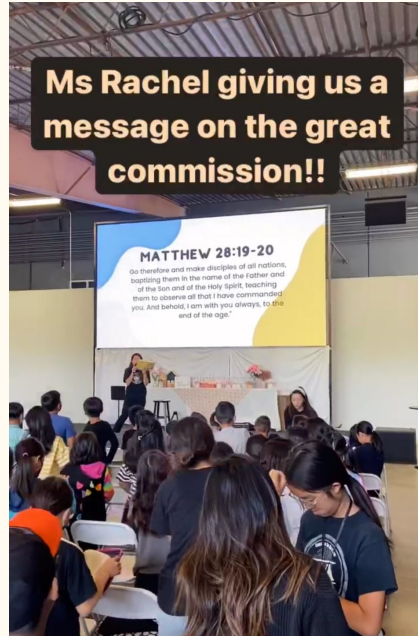 Ms Rachel giving us a
message on the great
commission!!
MATTHEW 28:19-20
Go therefore and make disciples of all nations,
baptizing them in the name of the Father and
of the Son and of the Holy Spirit, teaching
them to observe all that I have commanded
you. And behold, I am with you always, to the
end of the age."